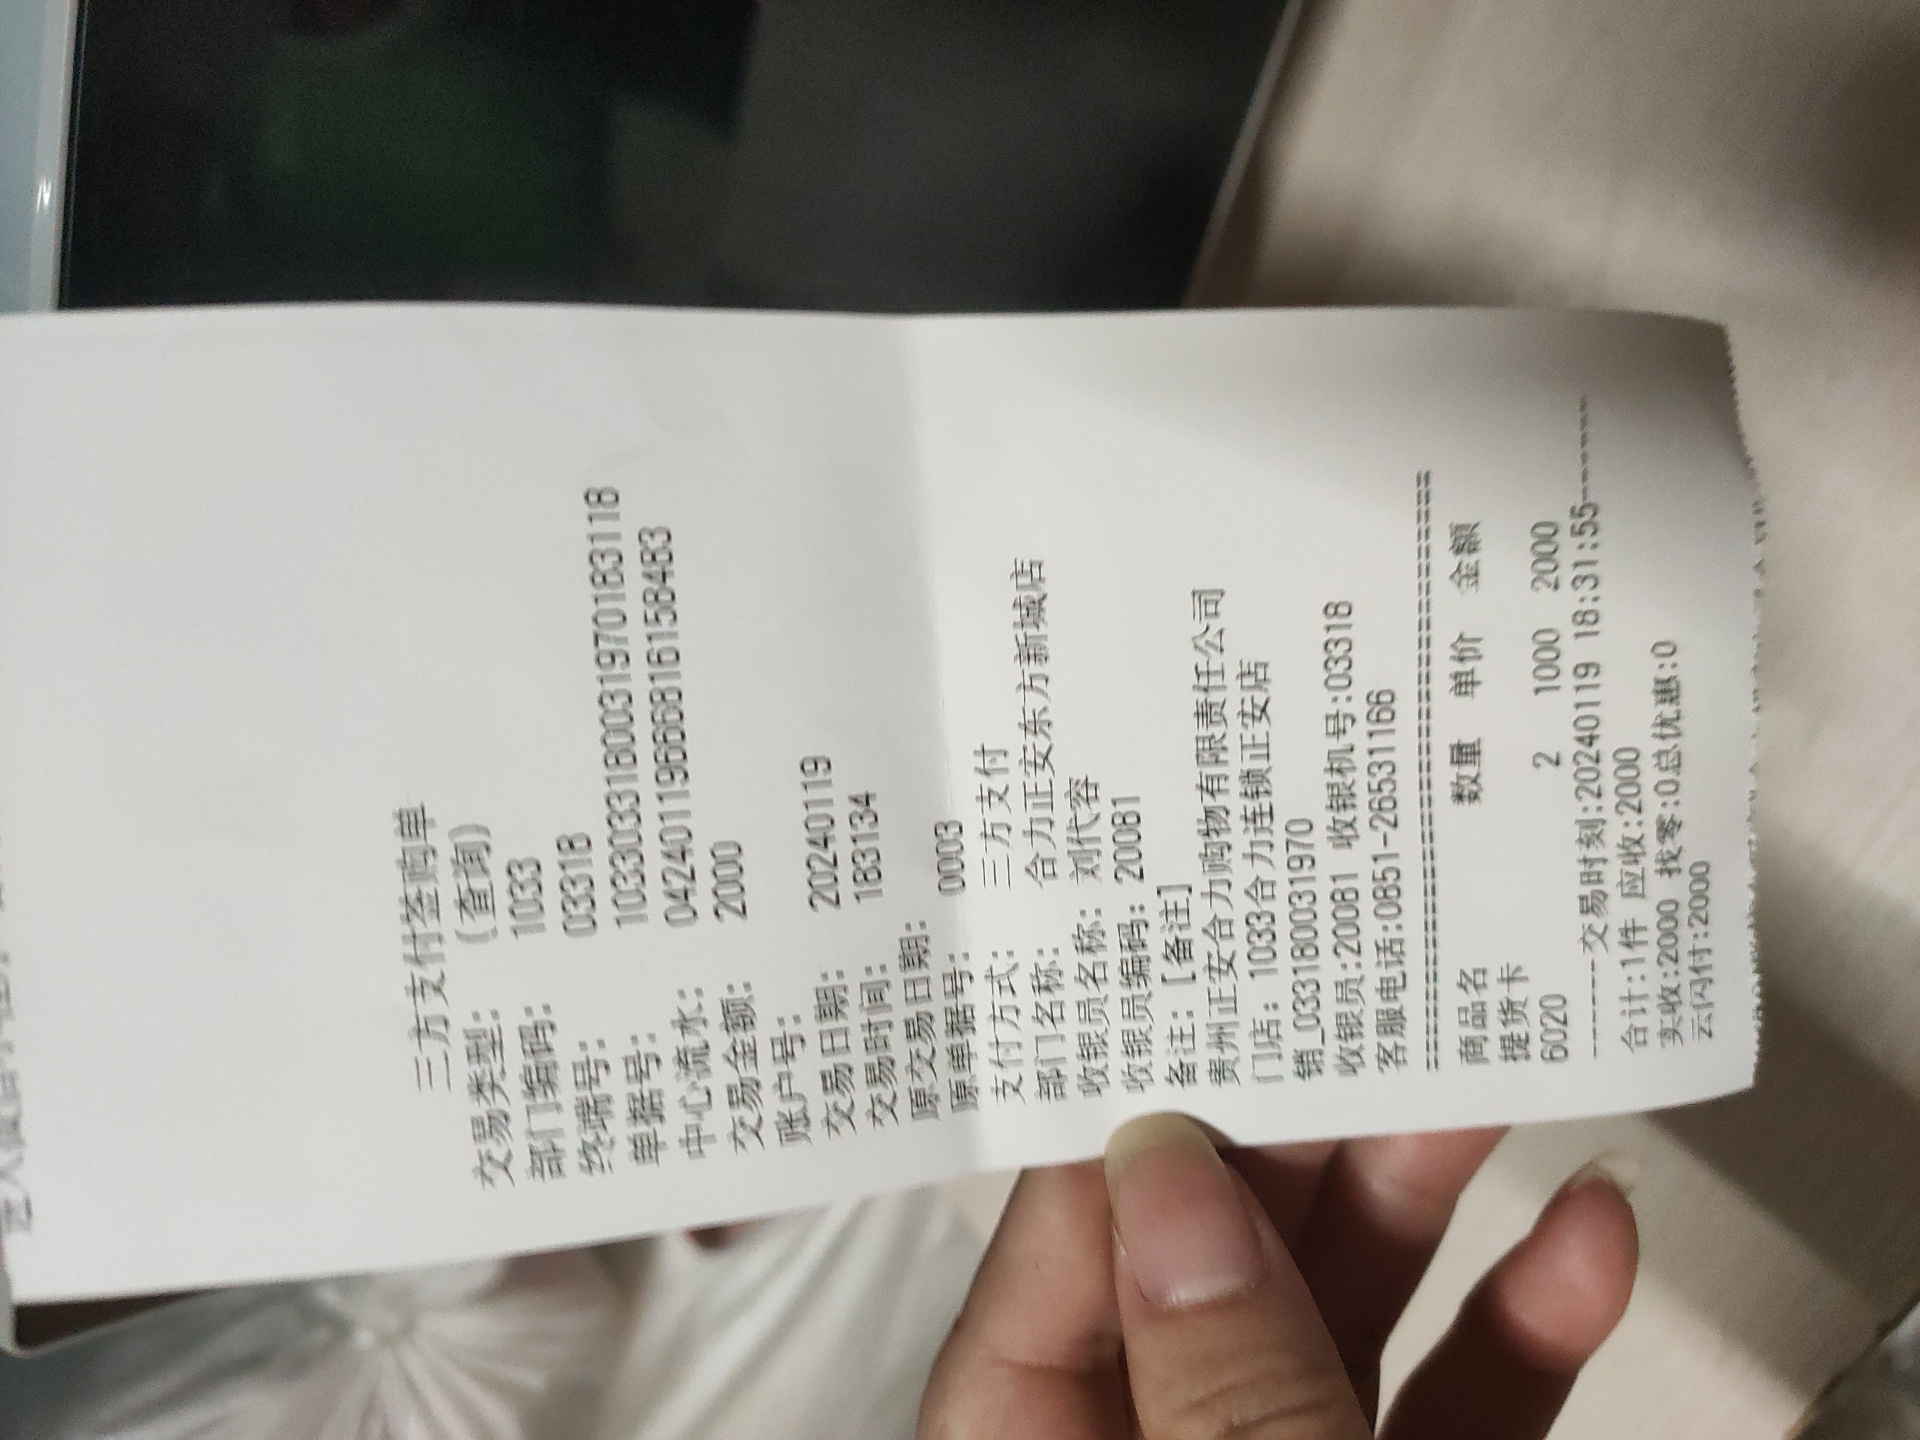 三方支付签购单
交易类型: (查询)
部门编码: 1033
终端号: 03318
单据号: 1033033180031970183118
中心流水: 04240119666816158483
交易金额: 2000
账户号:
交易日期: 20240119
交易时间: 183134
原交易日期:
原单据号: 0003
支付方式: 三方支付
部门名称: 合力正安东方新城店
收银员名称: 刘代容
收银员编码: 20081
备注: [备注]
贵州正安合力购物有限责任公司
门店: 1033合力连锁正安店
销_0331800031970
收银员:20081 收银机号:03318
客服电话:0851-26531166
================================
商品名 数量 单价 金额
提货卡
6020 2 1000 2000
-------交易时刻:20240119 18:31:55-------
合计:1件 应收:2000
实收:2000 找零:0总优惠:0
云闪付:2000